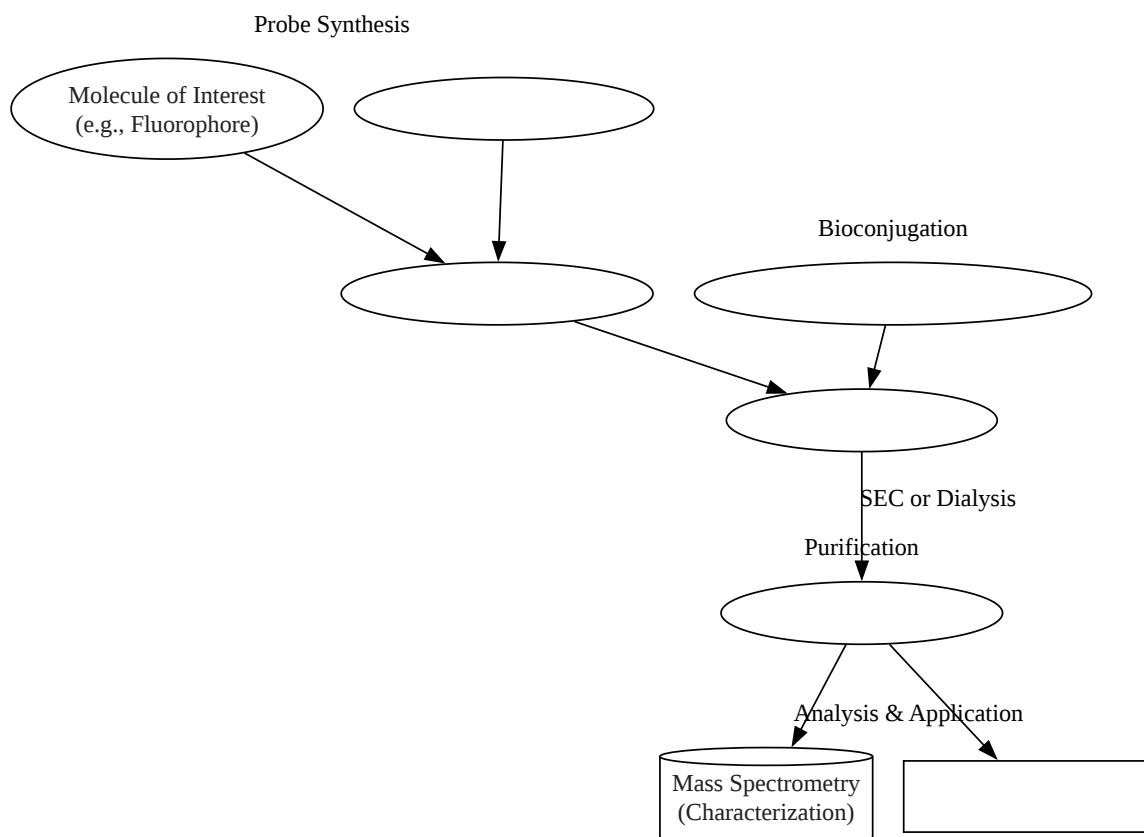 Probe Synthesis
Molecule of Interest
(e.g., Fluorophore)
Bioconjugation
SEC or Dialysis
Purification
Analysis & Application
Mass Spectrometry
(Characterization)